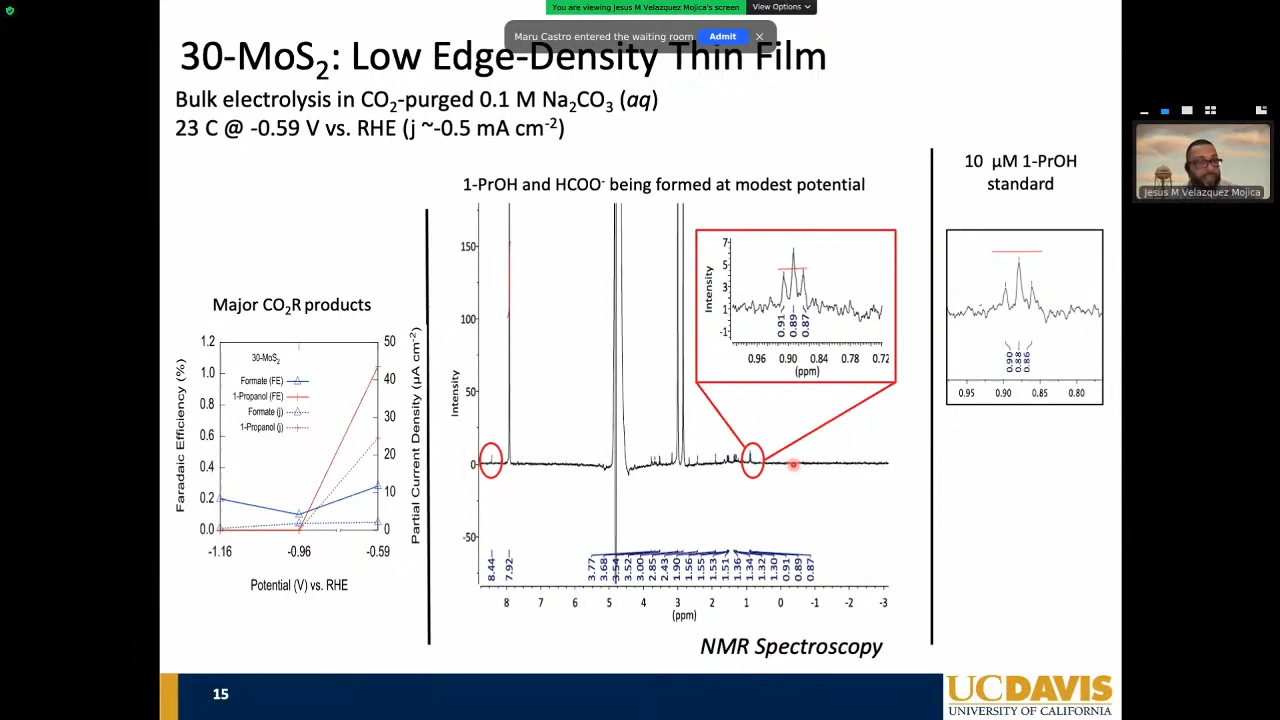 You are viewing Jesus M Velazquez Mojica's screen
View Options
Maru Castro entered the waiting room
Admit
30-MoS₂: Low Edge-Density Thin Film
Bulk electrolysis in CO₂-purged 0.1 M Na₂CO₃ (aq)
23 C @ -0.59 V vs. RHE (j ~-0.5 mA cm⁻²)
Jesus M Velazquez Mojica
Major CO₂R products
1.2
1.0
0.8
0.6
0.4
0.2
0.0
Faradaic Efficiency (%)
30-MoS₂
Formate (FE)
1-Propanol (FE)
Formate (j)
1-Propanol (j)
50
40
30
20
10
0
Partial Current Density (µA cm⁻²)
-1.16 -0.96 -0.59
Potential (V) vs. RHE
1-PrOH and HCOO⁻ being formed at modest potential
150
100
50
0
-50
Intensity
7
5
3
1
-1
Intensity
0.91 0.89 0.87
0.96 0.90 0.84 0.78 0.72
(ppm)
8.44 7.92 3.77 3.68 3.54 3.52 3.00 2.85 2.43 1.90 1.56 1.55 1.53 1.51 1.36 1.34 1.32 1.30 0.91 0.89 0.87
8 7 6 5 4 3 2 1 0 -1 -2 -3
(ppm)
NMR Spectroscopy
10 µM 1-PrOH
standard
0.90 0.88 0.86
0.95 0.90 0.85 0.80
15
UCDAVIS
UNIVERSITY OF CALIFORNIA